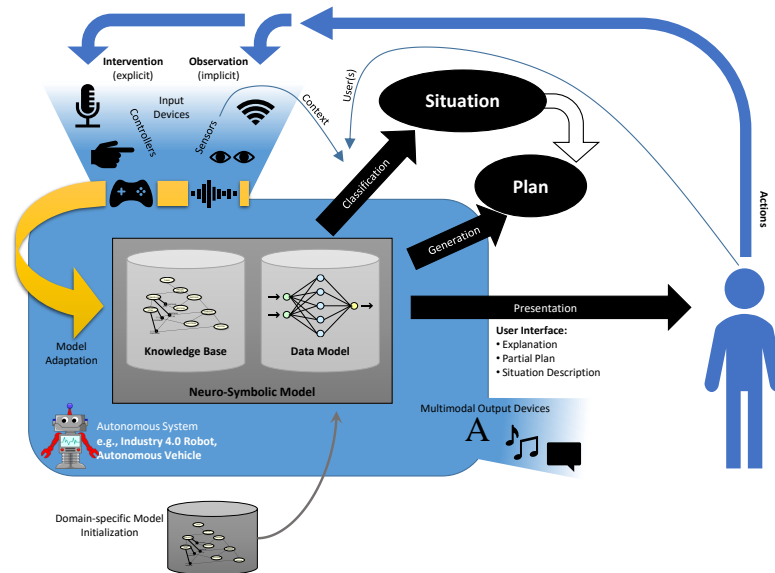 Intervention
(explicit)
Observation
(implicit)
Input
Devices
Controllers
Sensors
Context
User(s)
Situation
Plan
Classification
Generation
Actions
Presentation
User Interface:
• Explanation
• Partial Plan
• Situation Description
Model
Adaptation
Knowledge Base
Data Model
Neuro-Symbolic Model
Autonomous System
e.g., Industry 4.0 Robot,
Autonomous Vehicle
Multimodal Output Devices
A
Domain-specific Model
Initialization